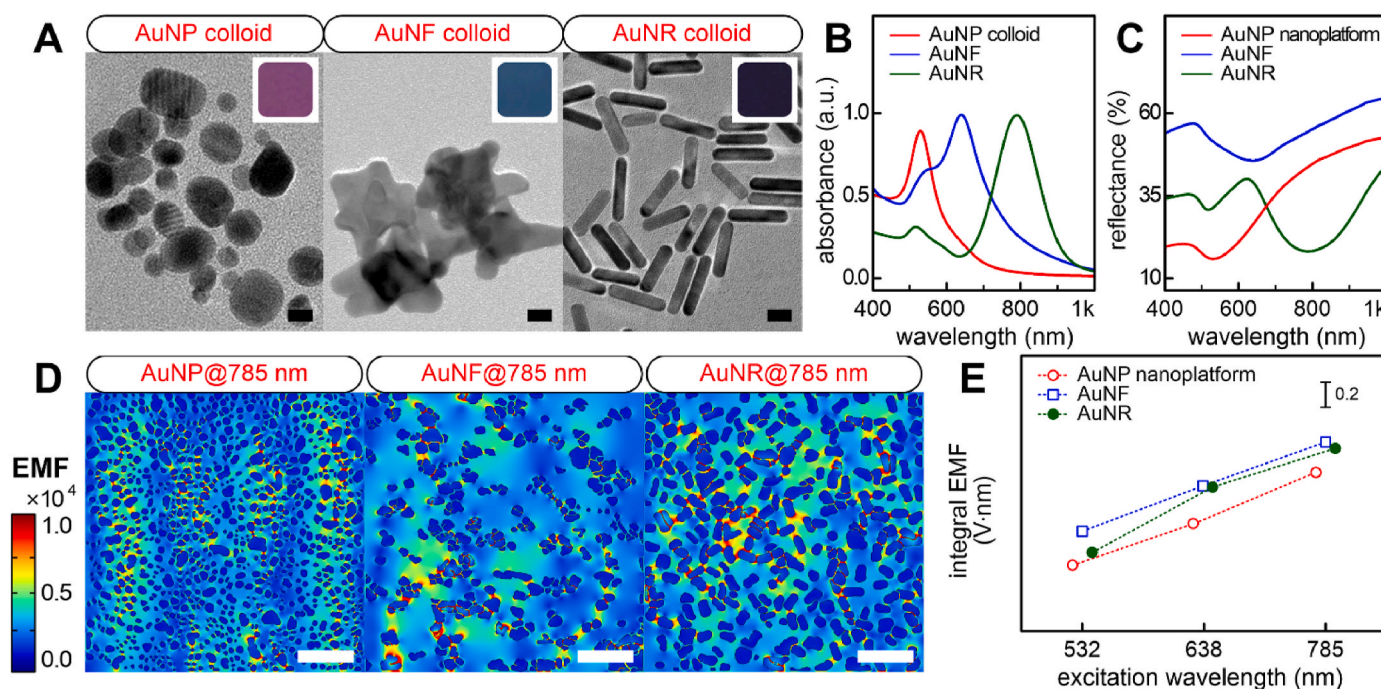 A
AuNP colloid
AuNF colloid
AuNR colloid
B
AuNP colloid
AuNF
AuNR
absorbance (a.u.)
1.0
0.5
0.0
400
600
800
1k
wavelength (nm)
C
AuNP nanoplatform
AuNF
AuNR
reflectance (%)
60
35
10
400
600
800
1k
wavelength (nm)
D
AuNP@785 nm
AuNF@785 nm
AuNR@785 nm
EMF
×10⁴
1.0
0.5
0.0
E
AuNP nanoplatform
AuNF
AuNR
0.2
integral EMF
(V·nm)
532
638
785
excitation wavelength (nm)